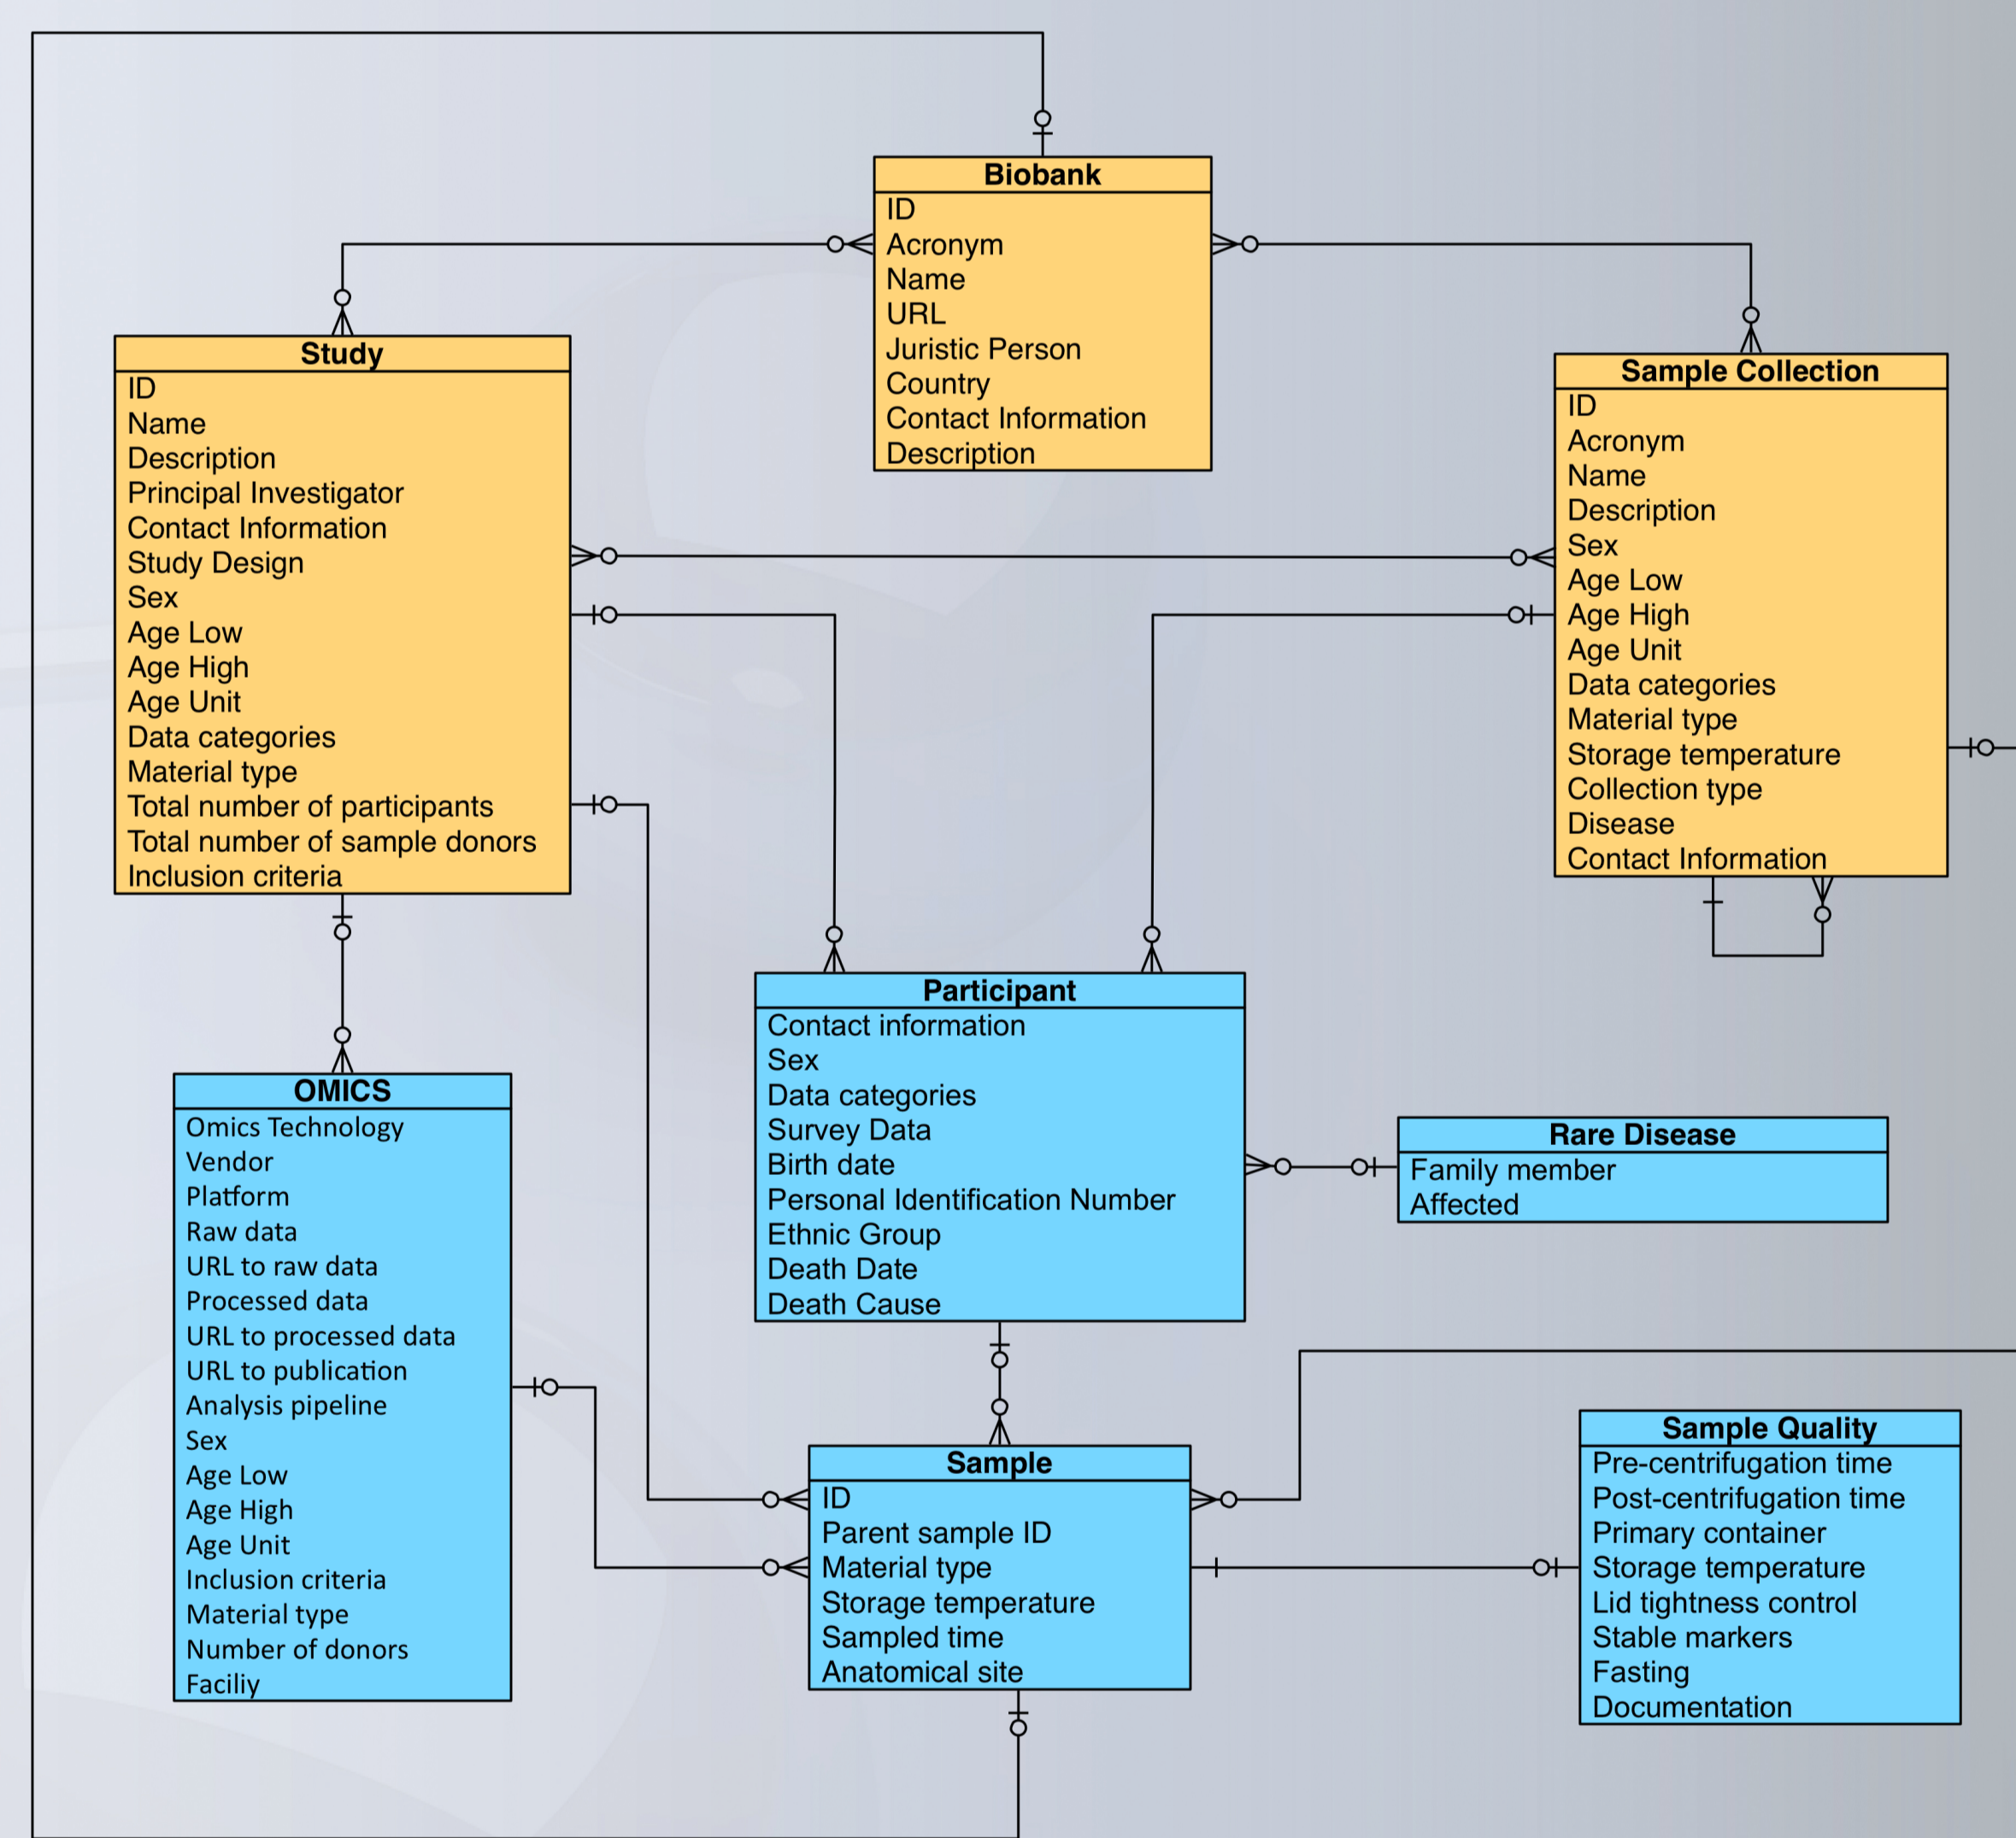 Biobank
ID
Acronym
Name
URL
Juristic Person
Country
Contact Information
Description
Study
ID
Name
Description
Principal Investigator
Contact Information
Study Design
Sex
Age Low
Age High
Age Unit
Data categories
Material type
Total number of participants
Total number of sample donors
Inclusion criteria
Sample Collection
ID
Acronym
Name
Description
Sex
Age Low
Age High
Age Unit
Data categories
Material type
Storage temperature
Collection type
Disease
Contact Information
Participant
Contact information
Sex
Data categories
Survey Data
Birth date
Personal Identification Number
Ethnic Group
Death Date
Death Cause
Rare Disease
Family member
Affected
OMICS
Omics Technology
Vendor
Platform
Raw data
URL to raw data
Processed data
URL to processed data
URL to publication
Analysis pipeline
Sex
Age Low
Age High
Age Unit
Inclusion criteria
Material type
Number of donors
Faciliy
Sample
ID
Parent sample ID
Material type
Storage temperature
Sampled time
Anatomical site
Sample Quality
Pre-centrifugation time
Post-centrifugation time
Primary container
Storage temperature
Lid tightness control
Stable markers
Fasting
Documentation